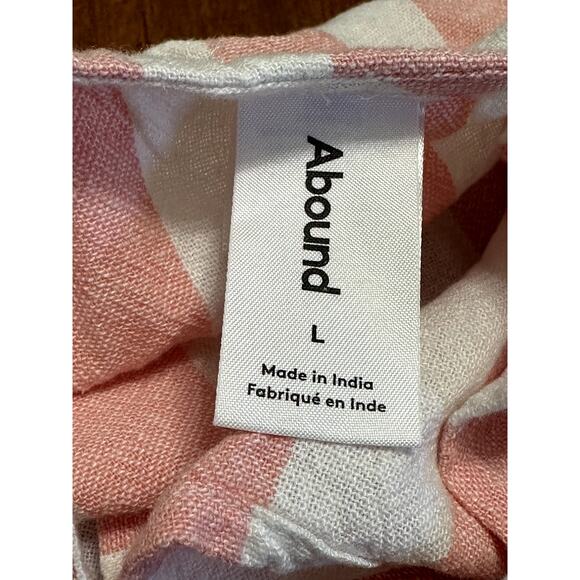 Abound
L
Made in India
Fabriqué en Inde